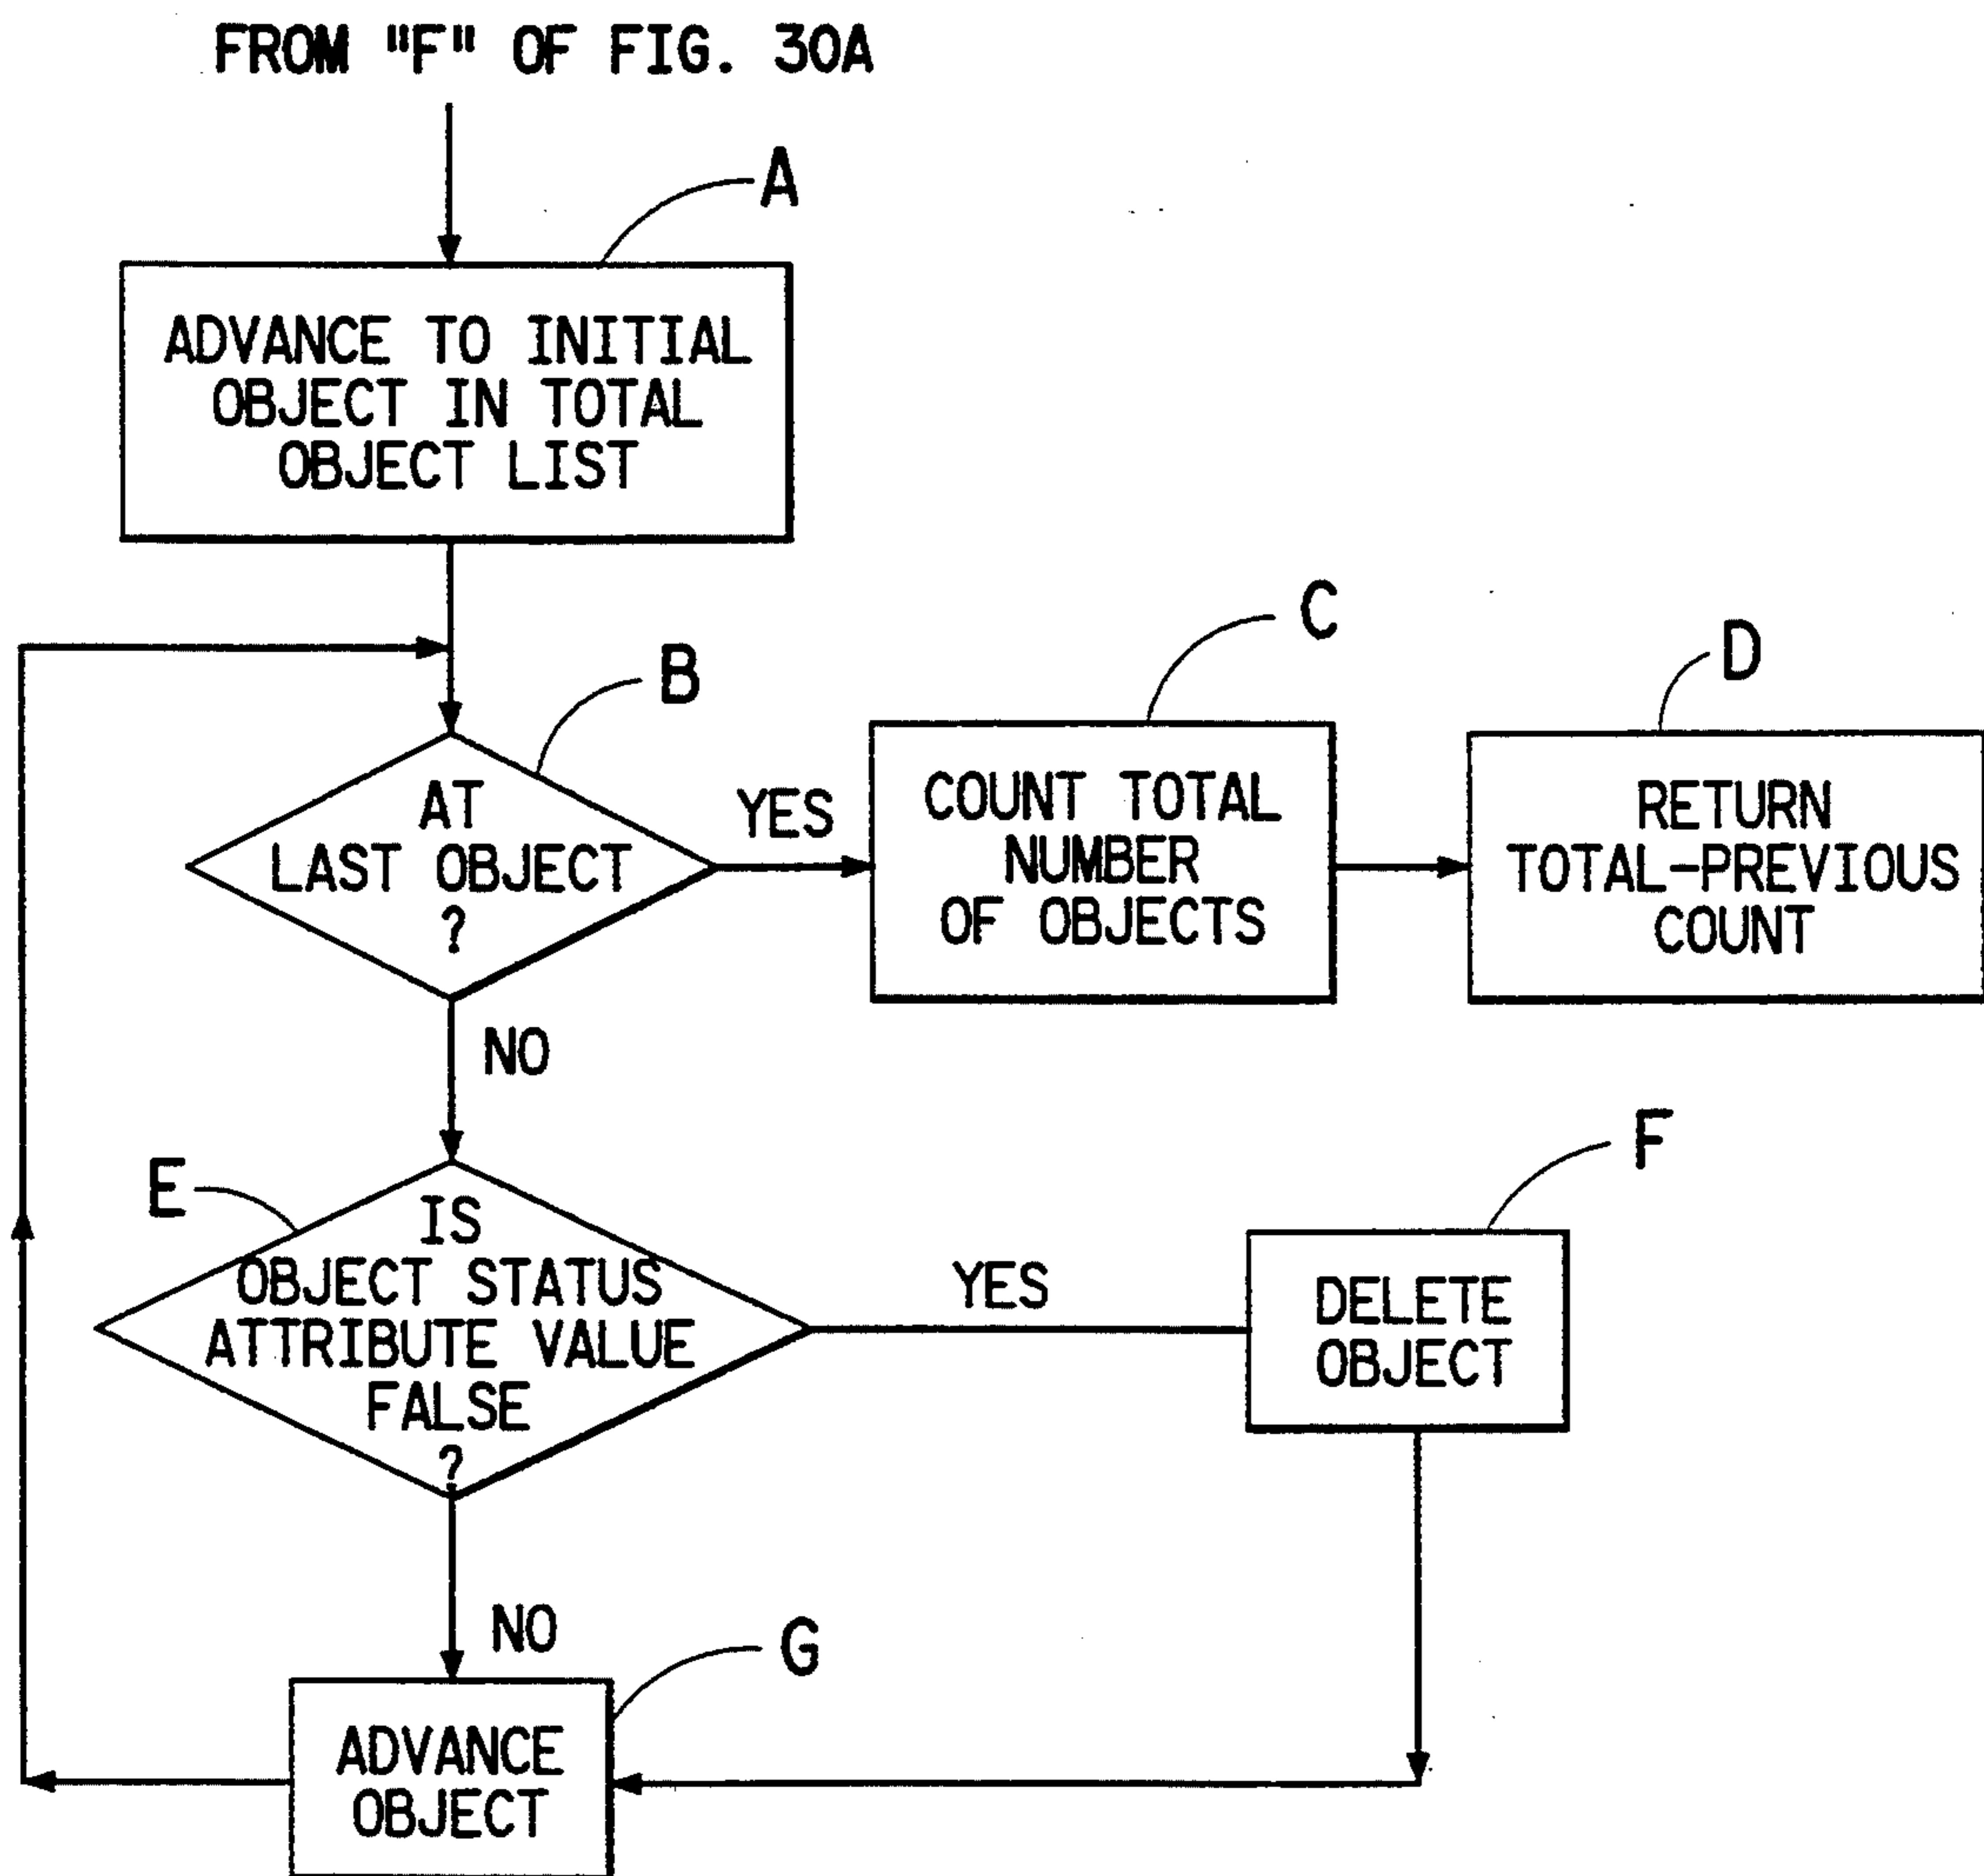 FROM "F" OF FIG. 30A
A
ADVANCE TO INITIAL
OBJECT IN TOTAL
OBJECT LIST
B
AT
LAST OBJECT
?
YES
C
COUNT TOTAL
NUMBER
OF OBJECTS
D
RETURN
TOTAL-PREVIOUS
COUNT
NO
E
IS
OBJECT STATUS
ATTRIBUTE VALUE
FALSE
?
YES
F
DELETE
OBJECT
NO
G
ADVANCE
OBJECT